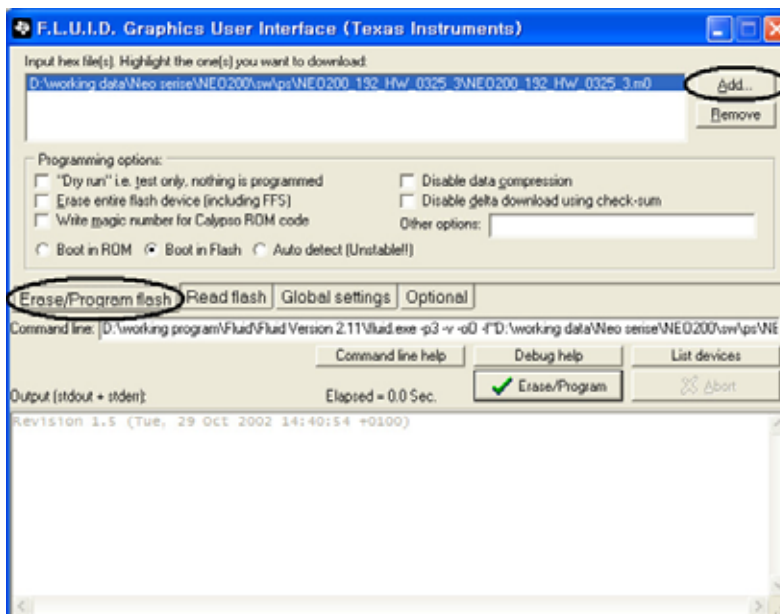 F.L.U.I.D. Graphics User Interface (Texas Instruments)
Input hex file(s). Highlight the one(s) you want to download:
D:\working data\Neo serise\NEO200\sw\ps\NEO200_192_HW_0325_3\NEO200_192_HW_0325_3.m0
Add...
Remove
Programming options:
"Dry run" i.e. test only, nothing is programmed
Disable data compression
Erase entire flash device (including FFS)
Disable delta download using check-sum
Write magic number for Calypso ROM code
Other options:
Boot in ROM Boot in Flash Auto detect (Unstable!!)
Erase/Program flash Read flash Global settings Optional
Command line: D:\working program\Fluid\Fluid Version 2.11\fluid.exe -p3 -v -o0 -f"D:\working data\Neo serise\NEO200\sw\ps\NE
Command line help Debug help List devices
Output (stdout + stderr): Elapsed = 0.0 Sec. Erase/Program Abort
Revision 1.5 (Tue, 29 Oct 2002 14:40:54 +0100)